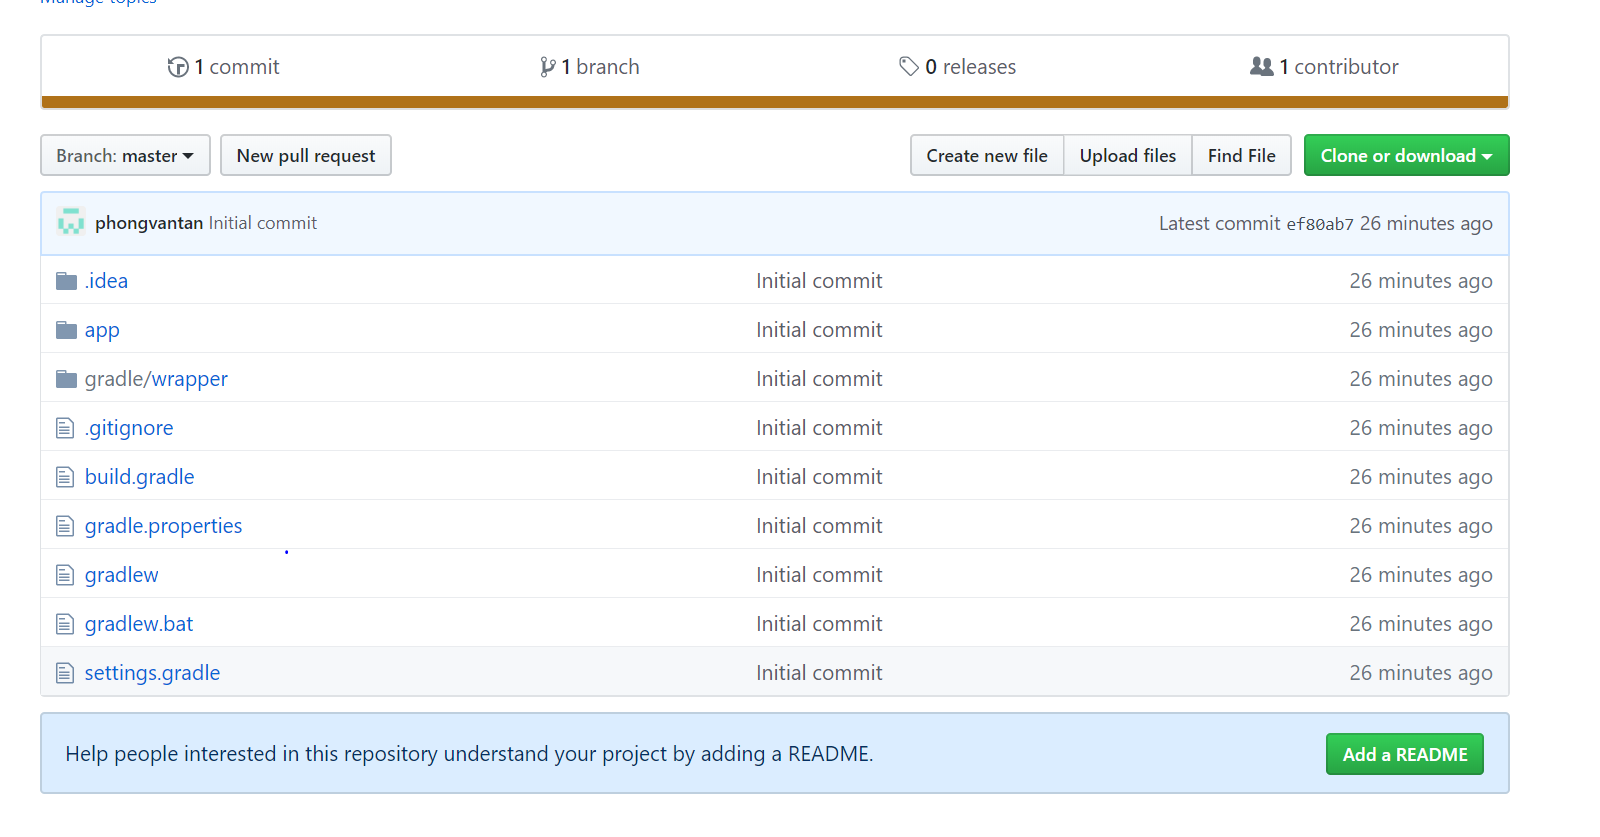 Manage topics
1 commit
1 branch
0 releases
1 contributor
Branch: master
New pull request
Create new file
Upload files
Find File
Clone or download
phongvantan Initial commit
Latest commit ef80ab7 26 minutes ago
.idea Initial commit 26 minutes ago
app Initial commit 26 minutes ago
gradle/wrapper Initial commit 26 minutes ago
.gitignore Initial commit 26 minutes ago
build.gradle Initial commit 26 minutes ago
gradle.properties Initial commit 26 minutes ago
gradlew Initial commit 26 minutes ago
gradlew.bat Initial commit 26 minutes ago
settings.gradle Initial commit 26 minutes ago
Help people interested in this repository understand your project by adding a README.
Add a README